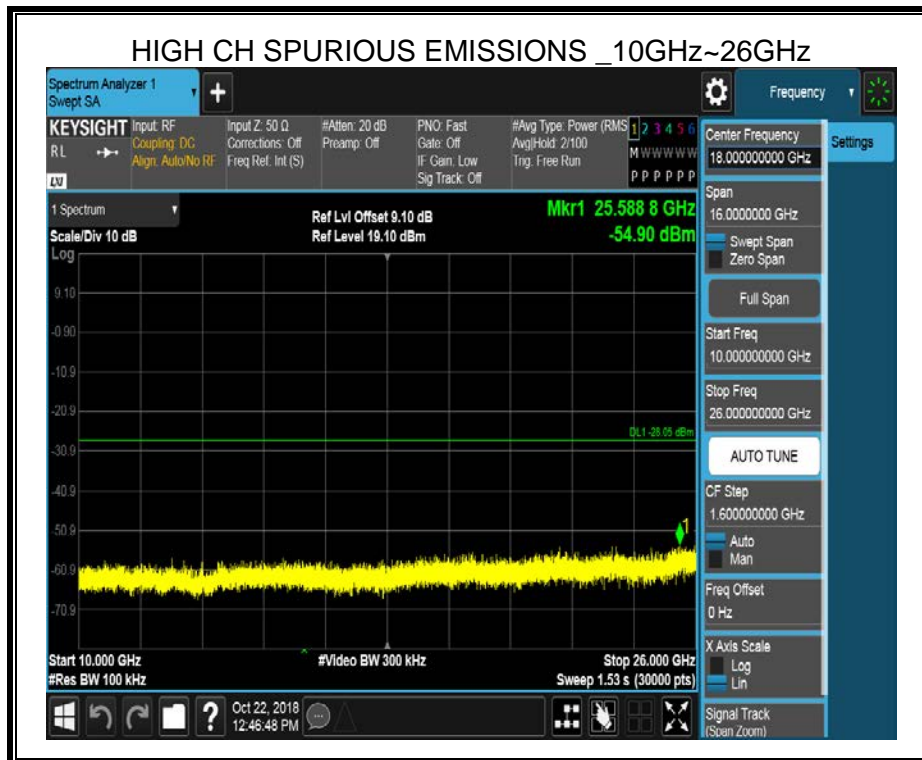 HIGH CH SPURIOUS EMISSIONS _10GHz~26GHz
Spectrum Analyzer 1
Swept SA
Frequency
KEYSIGHT
RL
LXI
Input: RF
Coupling: DC
Align: Auto/No RF
Input Z: 50 Ω
Corrections: Off
Freq Ref: Int (S)
#Atten: 20 dB
Preamp: Off
PNO: Fast
Gate: Off
IF Gain: Low
Sig Track: Off
#Avg Type: Power (RMS
Avg|Hold: 2/100
Trig: Free Run
1 2 3 4 5 6
M W W W W W
P P P P P P
Center Frequency
18.000000000 GHz
Settings
1 Spectrum
Scale/Div 10 dB
Log
Ref Lvl Offset 9.10 dB
Ref Level 19.10 dBm
Mkr1 25.588 8 GHz
-54.90 dBm
Span
16.0000000 GHz
Swept Span
Zero Span
Full Span
Start Freq
10.000000000 GHz
Stop Freq
26.000000000 GHz
AUTO TUNE
CF Step
1.600000000 GHz
Auto
Man
Freq Offset
0 Hz
X Axis Scale
Log
Lin
Signal Track
(Span Zoom)
9.10
-0.90
-10.9
-20.9
DL1 -28.05 dBm
-30.9
-40.9
-50.9
1
-60.9
-70.9
Start 10.000 GHz
#Res BW 100 kHz
#Video BW 300 kHz
Stop 26.000 GHz
Sweep 1.53 s (30000 pts)
Oct 22, 2018
12:46:48 PM